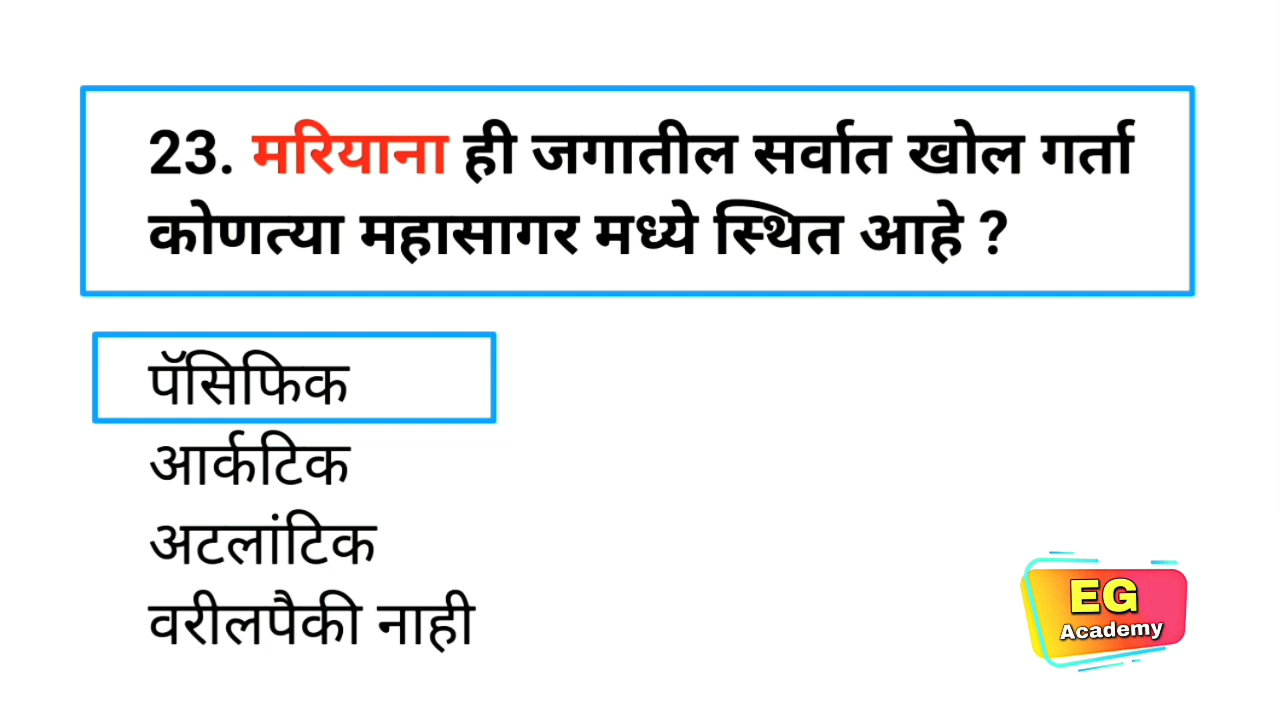 23. मरियाना ही जगातील सर्वात खोल गर्ता
कोणत्या महासागर मध्ये स्थित आहे ?
पॅसिफिक
आर्कटिक
अटलांटिक
वरीलपैकी नाही
EG
Academy